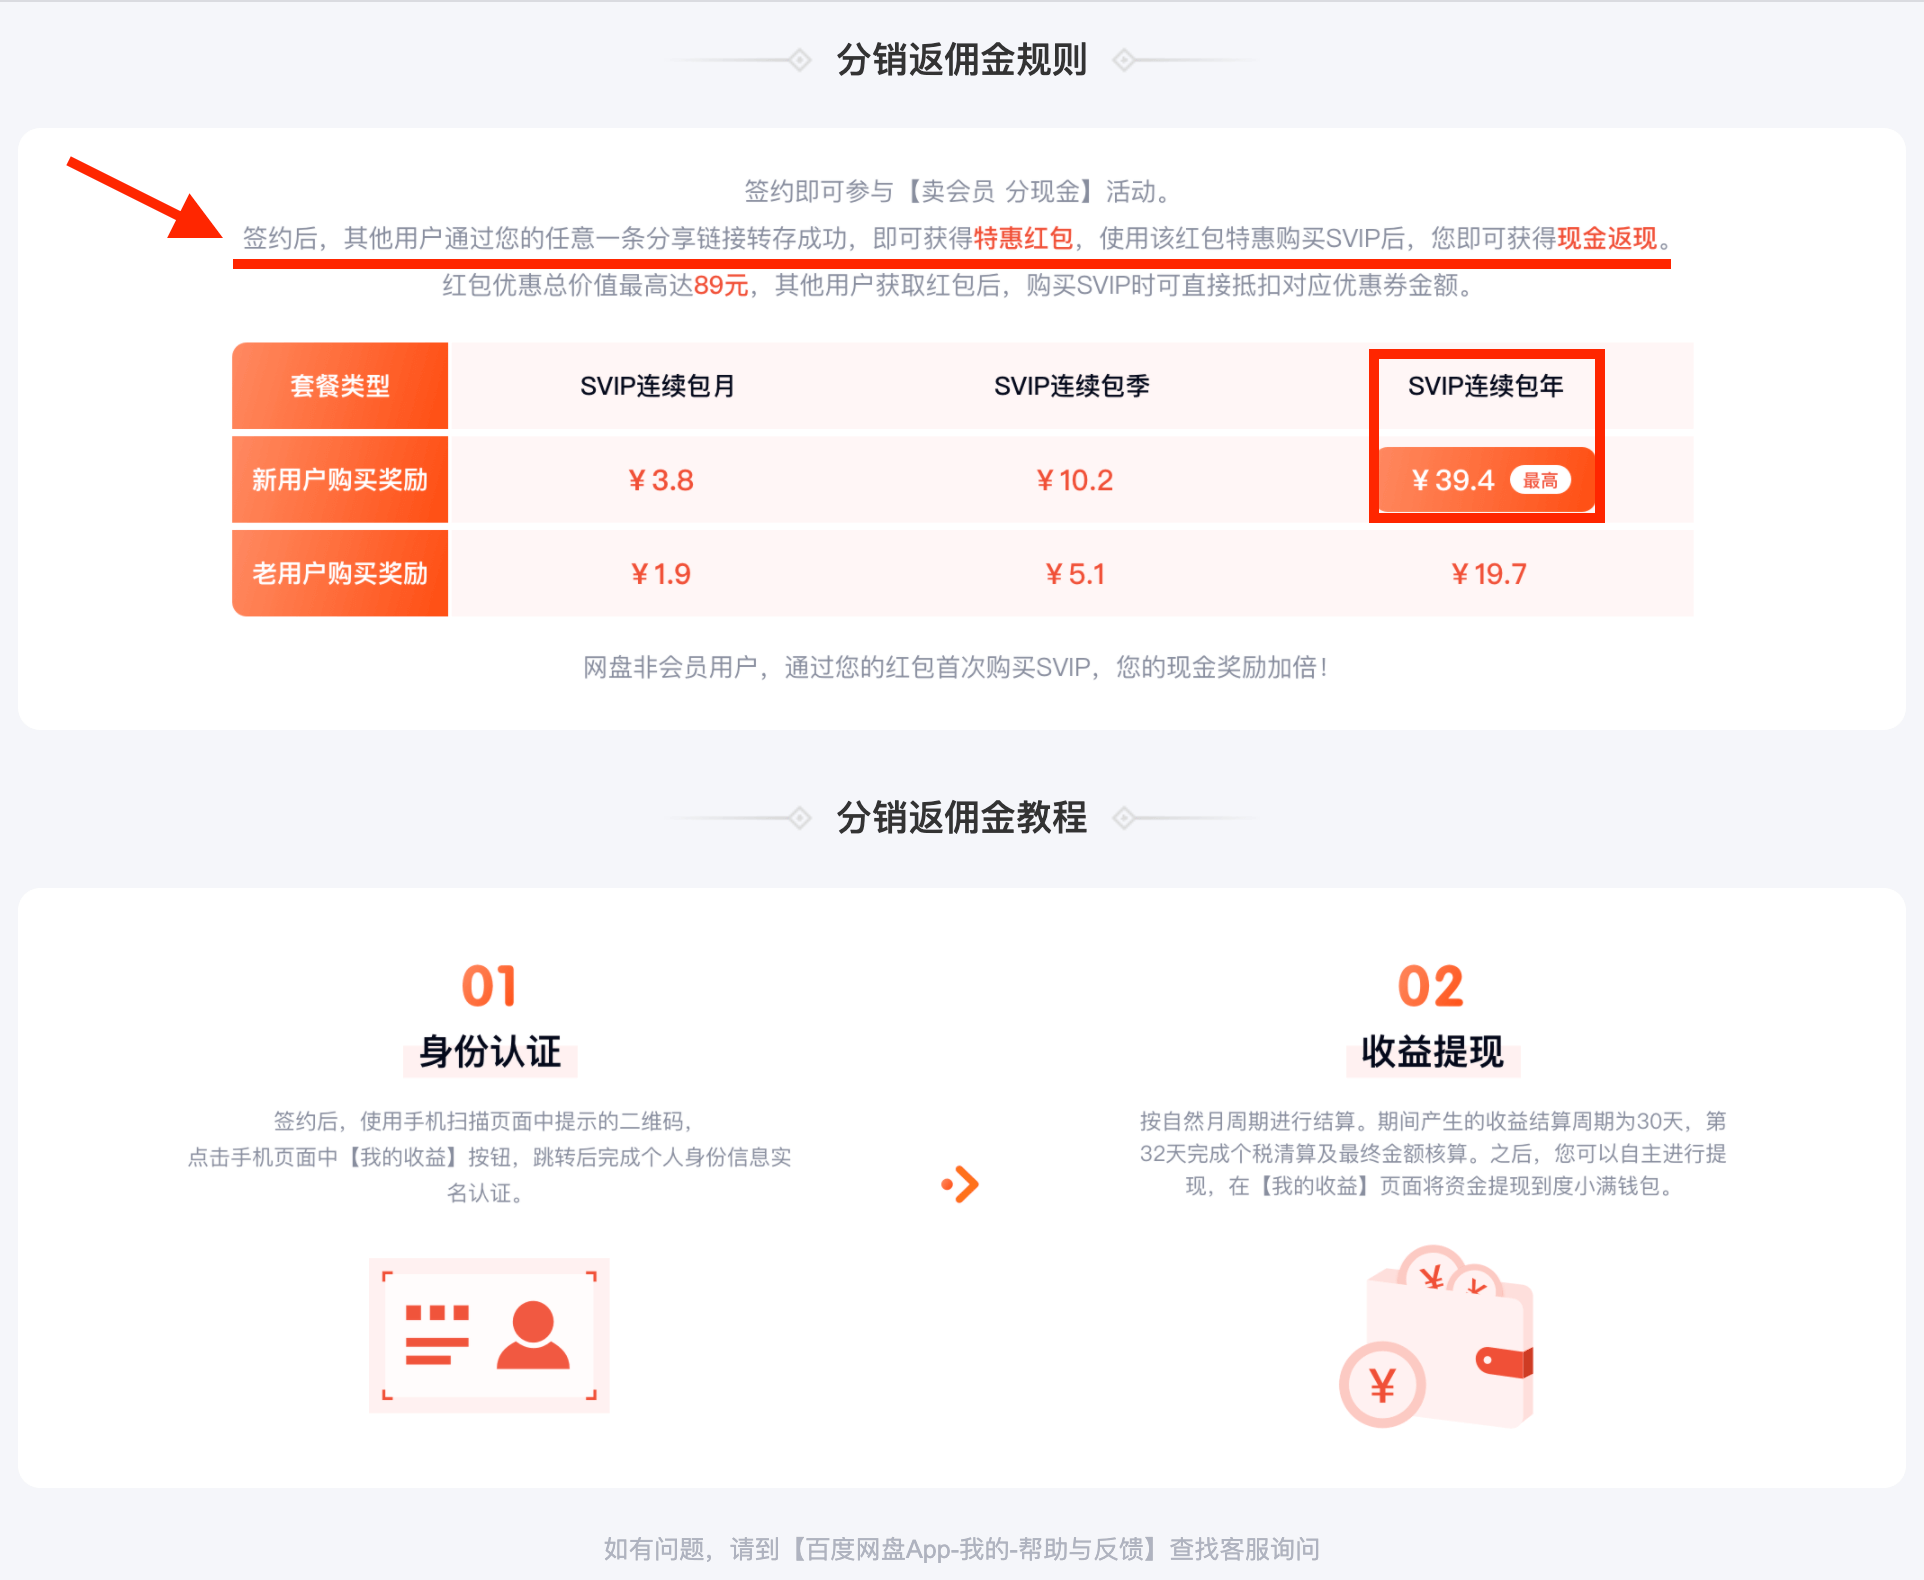 分销返佣金规则
签约即可参与【卖会员 分现金】活动。
签约后，其他用户通过您的任意一条分享链接转存成功，即可获得特惠红包，使用该红包特惠购买SVIP后，您即可获得现金返现。
红包优惠总价值最高达89元，其他用户获取红包后，购买SVIP时可直接抵扣对应优惠券金额。
套餐类型 SVIP连续包月 SVIP连续包季 SVIP连续包年
新用户购买奖励 ¥3.8 ¥10.2 ¥39.4 最高
老用户购买奖励 ¥1.9 ¥5.1 ¥19.7
网盘非会员用户，通过您的红包首次购买SVIP，您的现金奖励加倍！
分销返佣金教程
01
身份认证
签约后，使用手机扫描页面中提示的二维码，
点击手机页面中【我的收益】按钮，跳转后完成个人身份信息实
名认证。
02
收益提现
按自然月周期进行结算。期间产生的收益结算周期为30天，第
32天完成个税清算及最终金额核算。之后，您可以自主进行提
现，在【我的收益】页面将资金提现到度小满钱包。
¥ ¥
¥
如有问题，请到【百度网盘App-我的-帮助与反馈】查找客服询问